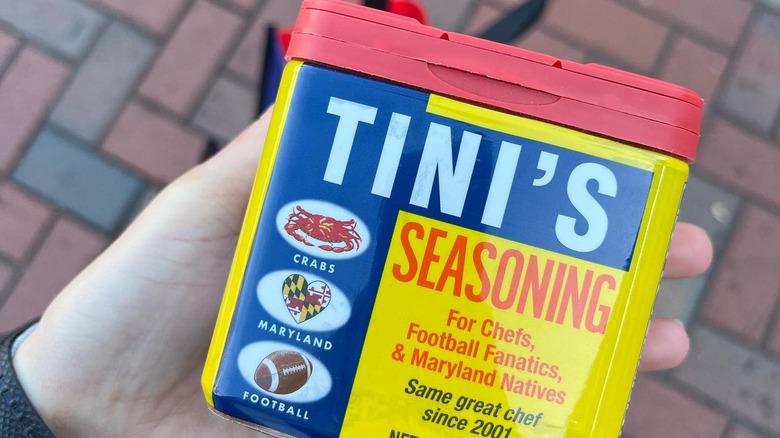 TINI'S
CRABS
MARYLAND
FOOTBALL
SEASONING
For Chefs,
Football Fanatics,
& Maryland Natives
Same great chef
since 2001